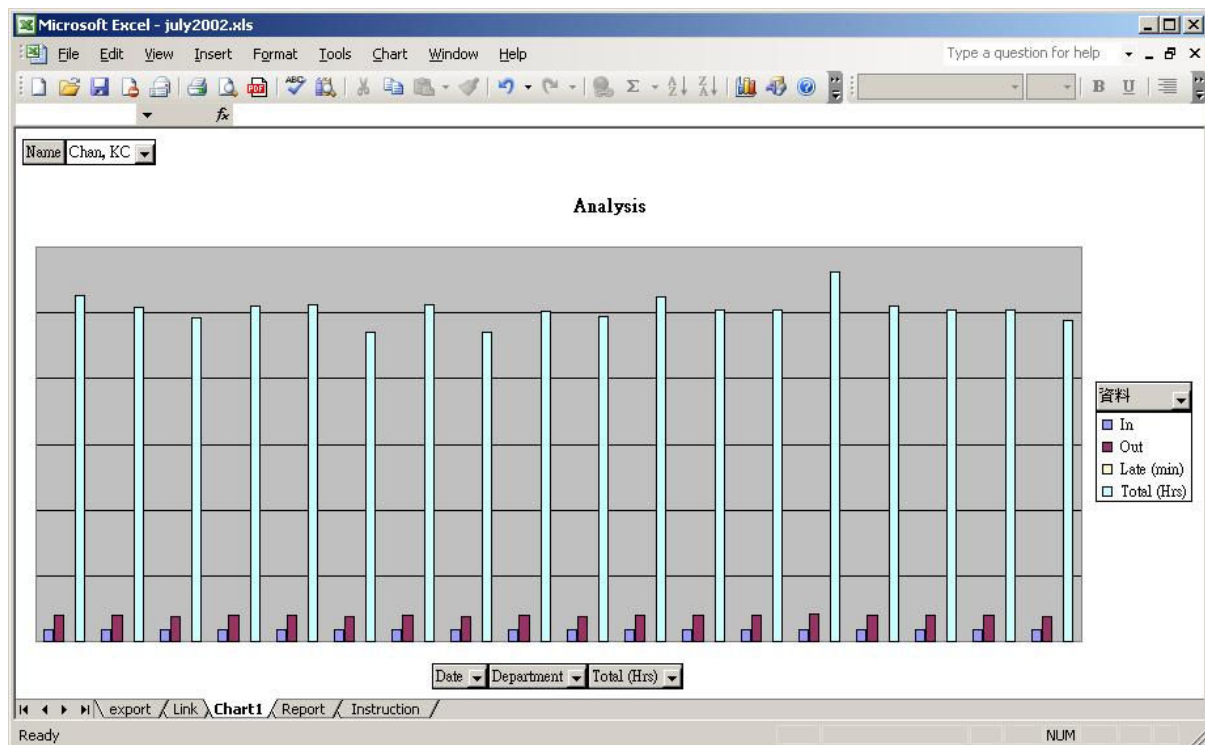 Microsoft Excel - july2002.xls
File Edit View Insert Format Tools Chart Window Help
Type a question for help
PDF
ABC
Σ
A Z
Z A
B U
fx
Name Chan, KC
Analysis
資料
In
Out
Late (min)
Total (Hrs)
Date Department Total (Hrs)
export Link Chart1 Report Instruction
Ready
NUM